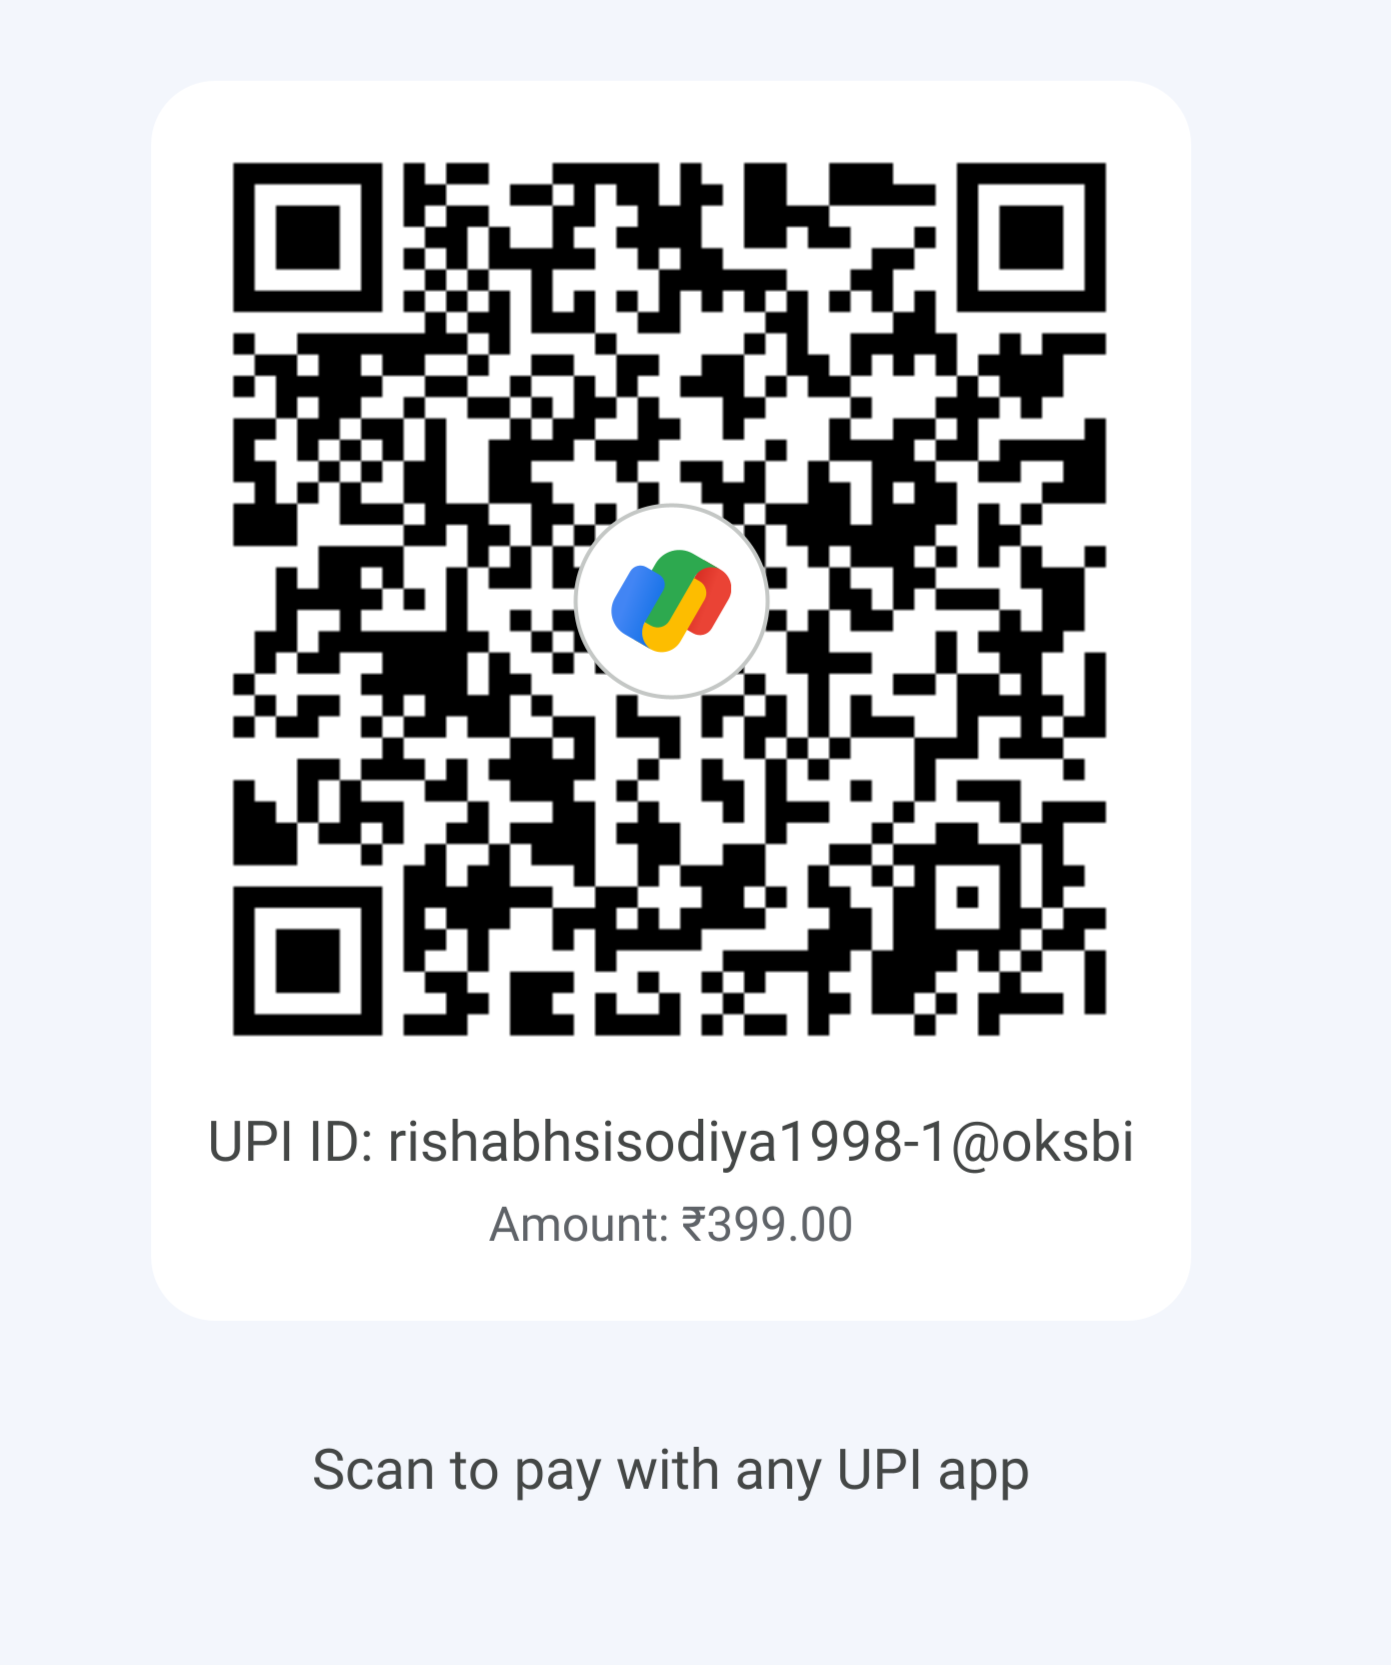 UPI ID: rishabhsisodiya1998-1@oksbi
Amount: ₹399.00
Scan to pay with any UPI app